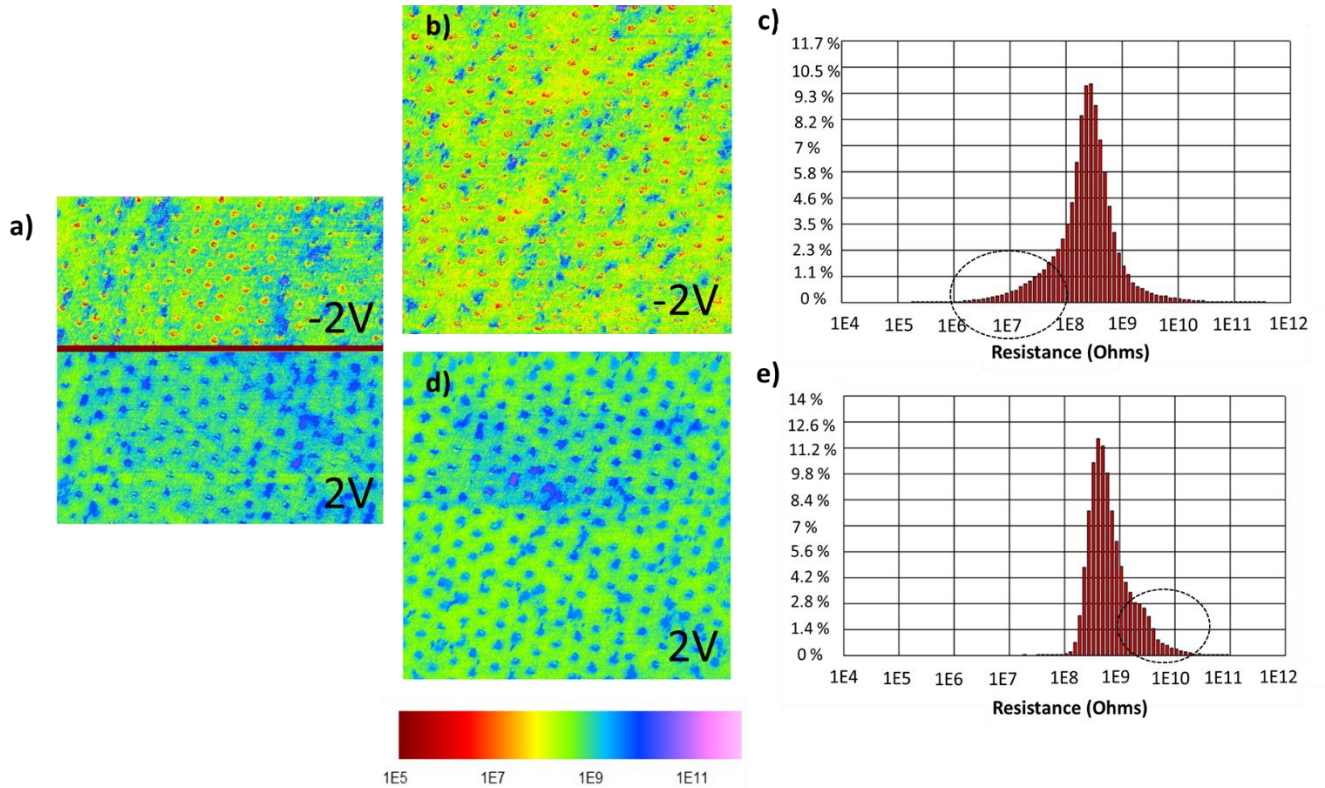 a)
-2V
2V
b)
-2V
c)
11.7 %
10.5 %
9.3 %
8.2 %
7 %
5.8 %
4.6 %
3.5 %
2.3 %
1.1 %
0 %
1E4 1E5 1E6 1E7 1E8 1E9 1E10 1E11 1E12
Resistance (Ohms)
d)
2V
e)
14 %
12.6 %
11.2 %
9.8 %
8.4 %
7 %
5.6 %
4.2 %
2.8 %
1.4 %
0 %
1E4 1E5 1E6 1E7 1E8 1E9 1E10 1E11 1E12
Resistance (Ohms)
1E5 1E7 1E9 1E11